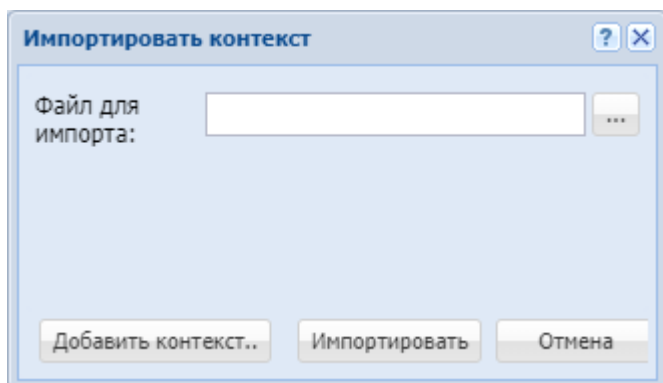 Импортировать контекст ?
Файл для
импорта:
...
Добавить контекст.. Импортировать Отмена